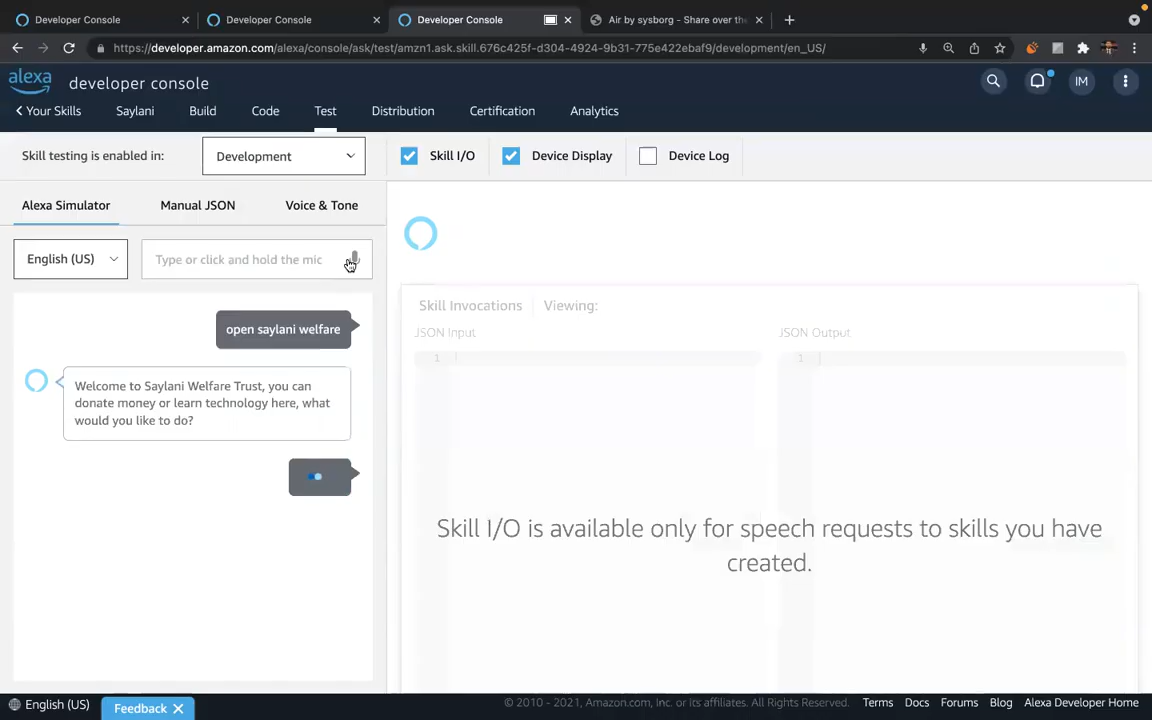 Developer Console
Developer Console
Developer Console
Air by sysborg - Share over the
https://developer.amazon.com/alexa/console/ask/test/amzn1.ask.skill.676c425f-d304-4924-9b31-775e422ebaf9/development/en_US/
alexa developer console
IM
Your Skills Saylani Build Code Test Distribution Certification Analytics
Skill testing is enabled in: Development
Skill I/O Device Display Device Log
Alexa Simulator Manual JSON Voice & Tone
English (US) Type or click and hold the mic
open saylani welfare
Welcome to Saylani Welfare Trust, you can
donate money or learn technology here, what
would you like to do?
Skill Invocations Viewing:
JSON Input JSON Output
1 1
Skill I/O is available only for speech requests to skills you have
created.
English (US) Feedback
© 2010 - 2021, Amazon.com, Inc. or its affiliates. All Rights Reserved. Terms Docs Forums Blog Alexa Developer Home